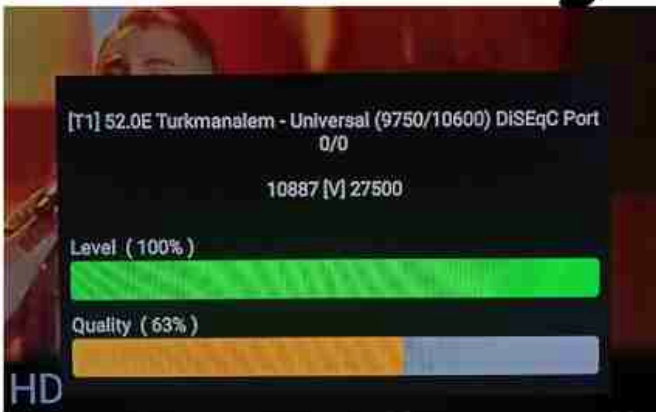 [T1] 52.0E Turkmanalem - Universal (9750/10600) DiSEqC Port
0/0
10887 [V] 27500
Level ( 100% )
Quality ( 63% )
HD